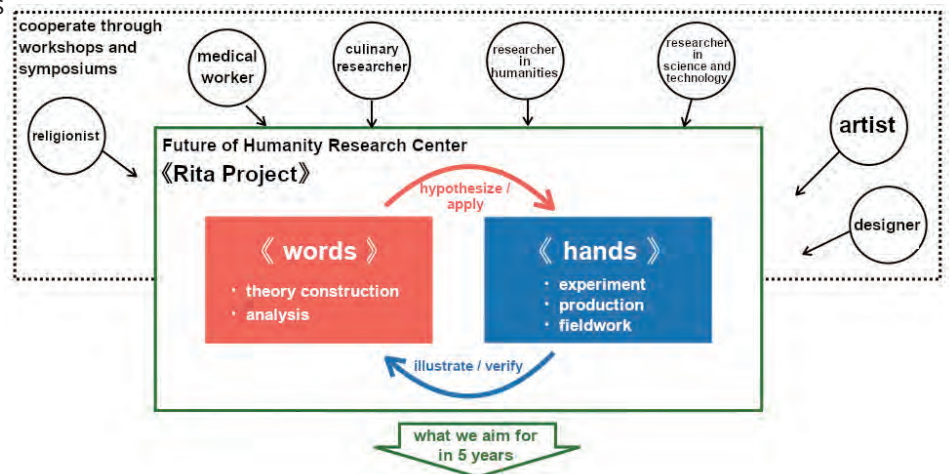 s
cooperate through
workshops and
symposiums
medical
worker
culinary
researcher
researcher
in
humanities
researcher
in
science and
technology
religionist
artist
designer
Future of Humanity Research Center
《Rita Project》
hypothesize /
apply
《 words 》
・ theory construction
・ analysis
《 hands 》
・ experiment
・ production
・ fieldwork
illustrate / verify
what we aim for
in 5 years